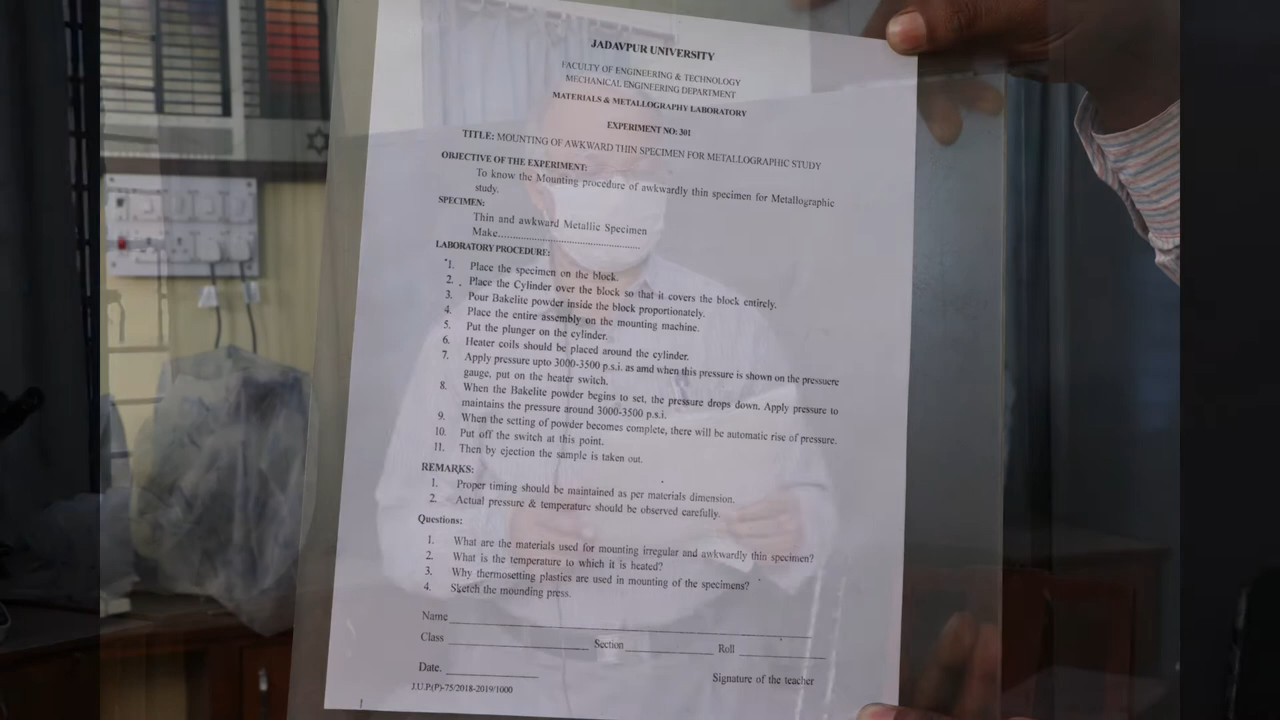 JADAVPUR UNIVERSITY
FACULTY OF ENGINEERING & TECHNOLOGY
MECHANICAL ENGINEERING DEPARTMENT
MATERIALS & METALLOGRAPHY LABORATORY
EXPERIMENT NO: 301
TITLE: MOUNTING OF AWKWARD THIN SPECIMEN FOR METALLOGRAPHIC STUDY
OBJECTIVE OF THE EXPERIMENT:
To know the Mounting procedure of awkwardly thin specimen for Metallographic
study.
SPECIMEN:
Thin and awkward Metallic Specimen
Make..................................................
LABORATORY PROCEDURE:
1. Place the specimen on the block.
2. Place the Cylinder over the block so that it covers the block entirely.
3. Pour Bakelite powder inside the block proportionately.
4. Place the entire assembly on the mounting machine.
5. Put the plunger on the cylinder.
6. Heater coils should be placed around the cylinder.
7. Apply pressure upto 3000-3500 p.s.i. as amd when this pressure is shown on the pressuere
gauge, put on the heater switch.
8. When the Bakelite powder begins to set, the pressure drops down. Apply pressure to
maintains the pressure around 3000-3500 p.s.i.
9. When the setting of powder becomes complete, there will be automatic rise of pressure.
10. Put off the switch at this point.
11. Then by ejection the sample is taken out.
REMARKS:
1. Proper timing should be maintained as per materials dimension.
2. Actual pressure & temperature should be observed carefully.
Questions:
1. What are the materials used for mounting irregular and awkwardly thin specimen?
2. What is the temperature to which it is heated?
3. Why thermosetting plastics are used in mounting of the specimens?
4. Sketch the mounding press.
Name
Class Section Roll
Date. Signature of the teacher
J.U.P(P)-75/2018-2019/1000